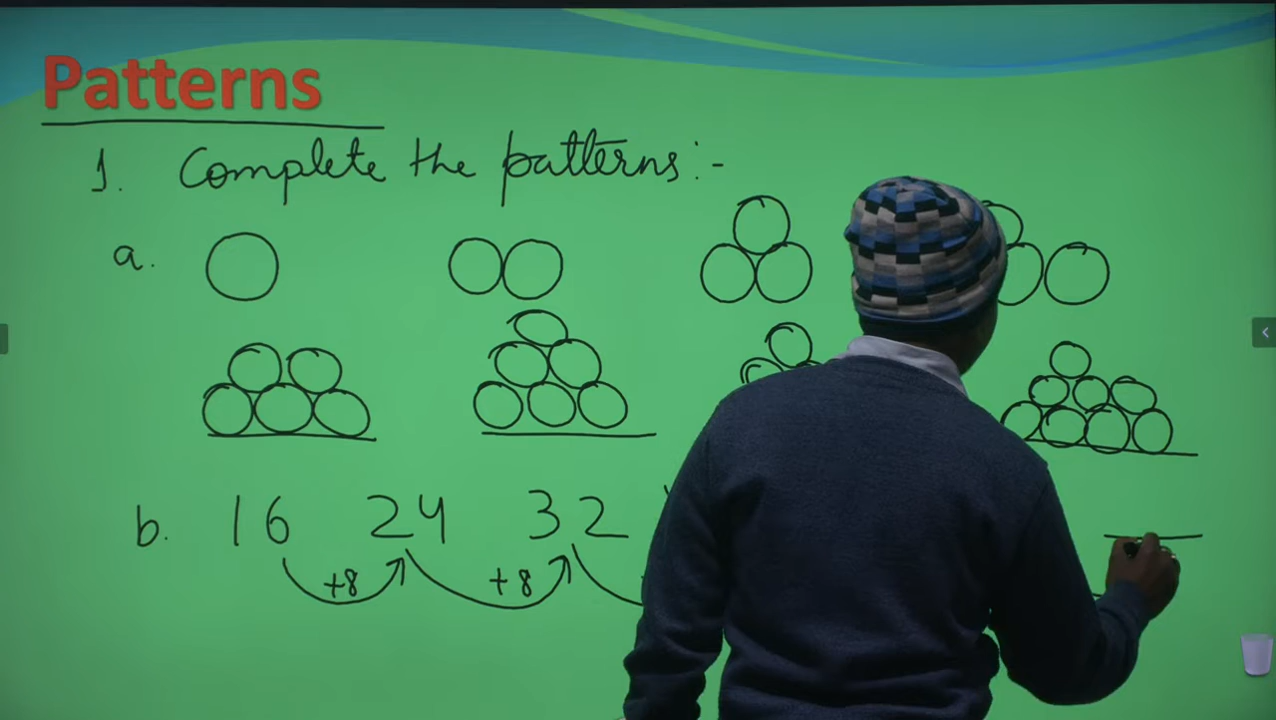 Patterns
1. Complete the patterns:-
a.
b. 16 24 32
+8 +8